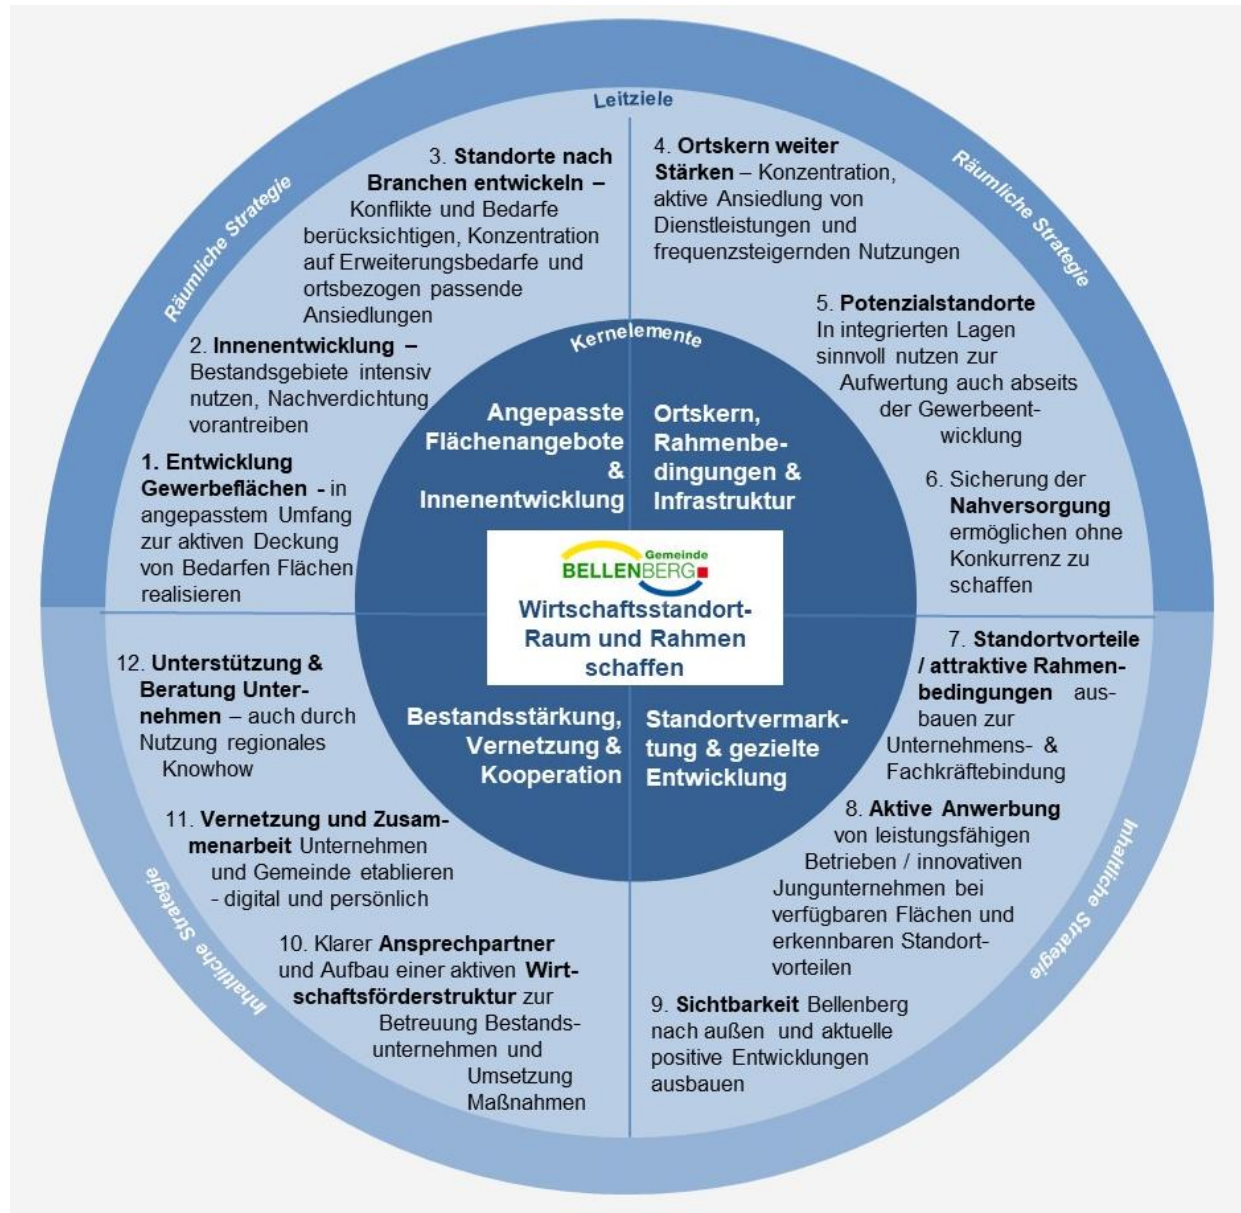 Leitziele
Räumliche Strategie
Räumliche Strategie
3. Standorte nach
Branchen entwickeln –
Konflikte und Bedarfe
berücksichtigen, Konzentration
auf Erweiterungsbedarfe und
ortsbezogen passende
Ansiedlungen
2. Innenentwicklung –
Bestandsgebiete intensiv
nutzen, Nachverdichtung
vorantreiben
1. Entwicklung
Gewerbeflächen - in
angepasstem Umfang
zur aktiven Deckung
von Bedarfen Flächen
realisieren
4. Ortskern weiter
Stärken – Konzentration,
aktive Ansiedlung von
Dienstleistungen und
frequenzsteigernden Nutzungen
5. Potenzialstandorte
In integrierten Lagen
sinnvoll nutzen zur
Aufwertung auch abseits
der Gewerbeent-
wicklung
6. Sicherung der
Nahversorgung
ermöglichen ohne
Konkurrenz zu
schaffen
Kernelemente
Angepasste
Flächenangebote
&
Innenentwicklung
Ortskern,
Rahmenbe-
dingungen &
Infrastruktur
Gemeinde
BELLENBERG
Wirtschaftsstandort-
Raum und Rahmen
schaffen
Bestandsstärkung,
Vernetzung &
Kooperation
Standortvermark-
tung & gezielte
Entwicklung
7. Standortvorteile
/ attraktive Rahmen-
bedingungen aus-
bauen zur
Unternehmens- &
Fachkräftebindung
8. Aktive Anwerbung
von leistungsfähigen
Betrieben / innovativen
Jungunternehmen bei
verfügbaren Flächen und
erkennbaren Standort-
vorteilen
9. Sichtbarkeit Bellenberg
nach außen und aktuelle
positive Entwicklungen
ausbauen
12. Unterstützung &
Beratung Unter-
nehmen – auch durch
Nutzung regionales
Knowhow
11. Vernetzung und Zusam-
menarbeit Unternehmen
und Gemeinde etablieren
- digital und persönlich
10. Klarer Ansprechpartner
und Aufbau einer aktiven Wirt-
schaftsförderstruktur zur
Betreuung Bestands-
unternehmen und
Umsetzung
Maßnahmen
Inhaltliche Strategie
Inhaltliche Strategie